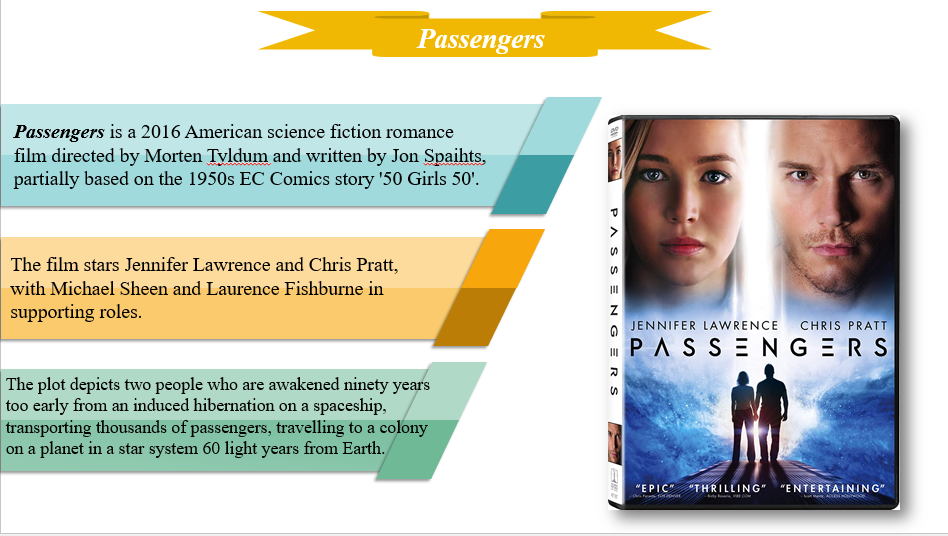 Passengers
Passengers is a 2016 American science fiction romance
film directed by Morten Tyldum and written by Jon Spaihts,
partially based on the 1950s EC Comics story '50 Girls 50'.
The film stars Jennifer Lawrence and Chris Pratt,
with Michael Sheen and Laurence Fishburne in
supporting roles.
The plot depicts two people who are awakened ninety years
too early from an induced hibernation on a spaceship,
transporting thousands of passengers, travelling to a colony
on a planet in a star system 60 light years from Earth.
PASSENGERS
JENNIFER LAWRENCE CHRIS PRATT
PASSENGERS
"EPIC" "THRILLING" "ENTERTAINING"